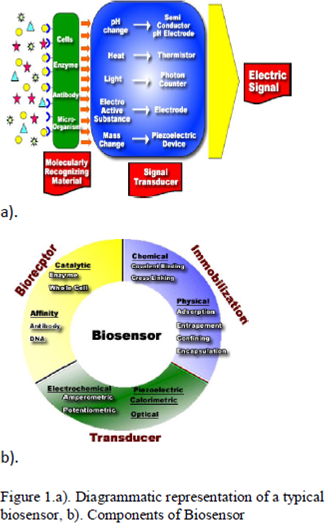 Cells
Enzyme
Antibody
Micro-
Organism
pH
change
Semi
Conductor
pH Electrode
Heat
Thermistor
Light
Photon
Counter
Electro
Active
Substance
Electrode
Mass
Change
Piezoelectric
Device
Electric
Signal
Molecularly
Recognizing
Material
Signal
Transducer
a).
Bioreceptor
Immobilization
Transducer
Biosensor
Catalytic
Enzyme
Whole Cell
Affinity
Antibody
DNA
Chemical
Covalent Binding
Cross Linking
Physical
Adsorption
Entrapement
Confining
Encapsulation
Electrochemical
Amperometric
Potentiometric
Piezoelectric
Calorimetric
Optical
b).
Figure 1.a). Diagrammatic representation of a typical
biosensor, b). Components of Biosensor